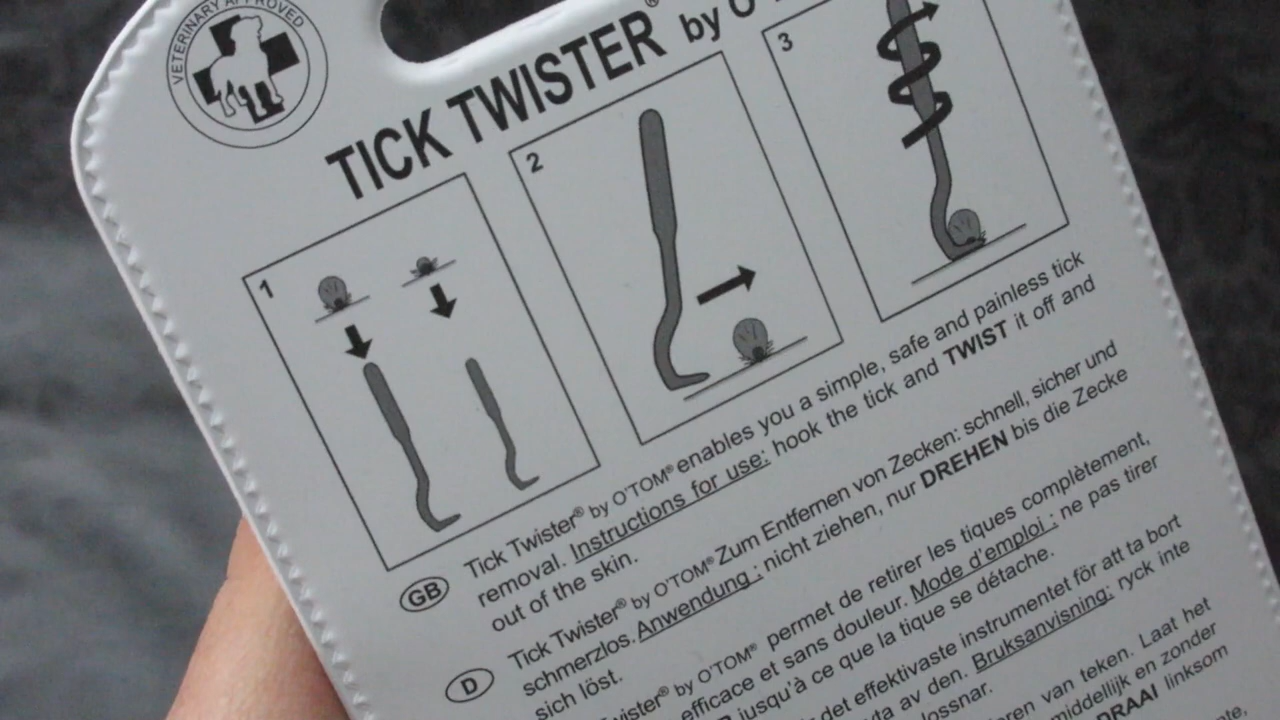 VETERINARY APPROVED
TICK TWISTER® by O'
1
2
3
GB
Tick Twister® by O'TOM® enables you a simple, safe and painless tick
removal. Instructions for use: hook the tick and TWIST it off and
out of the skin.
D
Tick Twister® by O'TOM® Zum Entfernen von Zecken: schnell, sicher und
schmerzlos. Anwendung : nicht ziehen, nur DREHEN bis die Zecke
sich löst.
Twister® by O'TOM® permet de retirer les tiques complètement,
efficace et sans douleur. Mode d'emploi : ne pas tirer
jusqu'à ce que la tique se détache.
det effektivaste instrumentet för att ta bort
av den. Bruksanvisning: ryck inte
lossnar.
van teken. Laat het
middellijk en zonder
DRAAI linksom